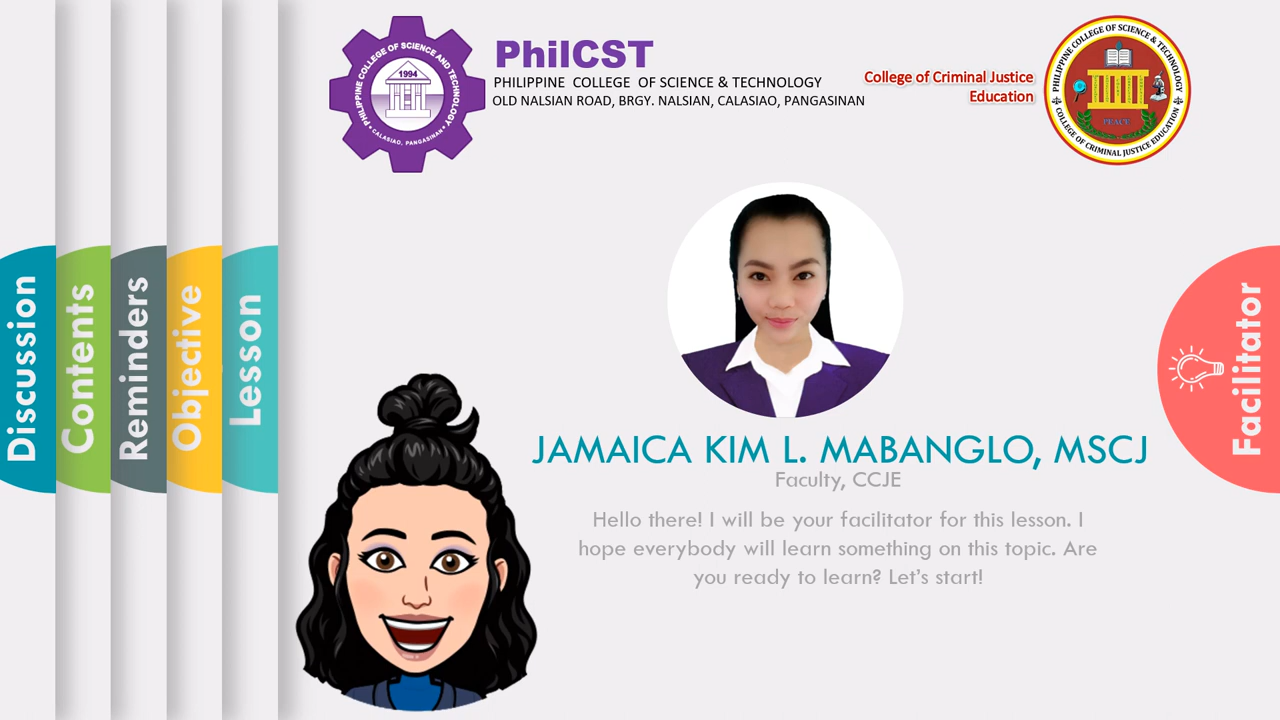 PhilCST
PHILIPPINE COLLEGE OF SCIENCE & TECHNOLOGY
OLD NALSIAN ROAD, BRGY. NALSIAN, CALASIAO, PANGASINAN
PHILIPPINE COLLEGE OF SCIENCE AND TECHNOLOGY
1994
CALASIAO, PANGASINAN
College of Criminal Justice
Education
PHILIPPINE COLLEGE OF SCIENCE & TECHNOLOGY
PEACE
COLLEGE OF CRIMINAL JUSTICE EDUCATION
Discussion
Contents
Reminders
Objective
Lesson
Facilitator
JAMAICA KIM L. MABANGLO, MSCJ
Faculty, CCJE
Hello there! I will be your facilitator for this lesson. I
hope everybody will learn something on this topic. Are
you ready to learn? Let's start!